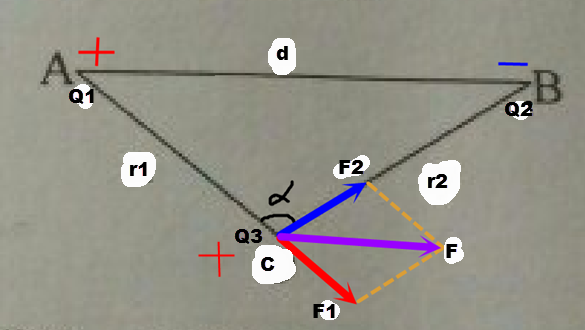 + d −
A B
Q1 Q2
r1 F2 r2
α
Q3
+ C F
F1